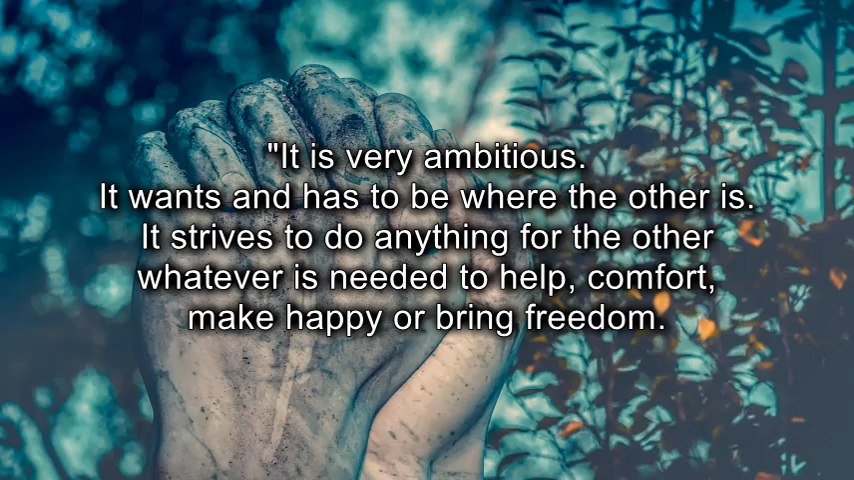 "It is very ambitious.
It wants and has to be where the other is.
It strives to do anything for the other
whatever is needed to help, comfort,
make happy or bring freedom.